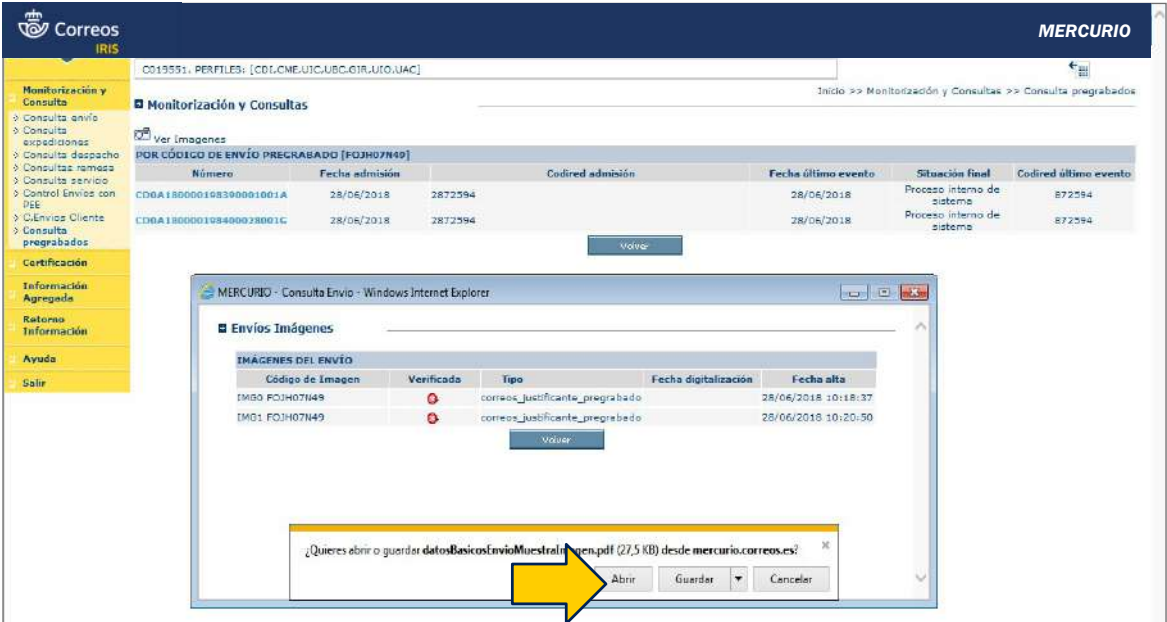 Correos
IRIS
MERCURIO
C019551. PERFILES: [CDI,CME,UIC,UBC,GIR,UIO,UAC]
Inicio >> Monitorización y Consultas >> Consulta pregrabados
Monitorización y
Consulta
Consulta envío
Consulta
expediciones
Consulta despacho
Consultas remesa
Consulta servicio
Control Envíos con
PEE
C.Envíos Cliente
Consulta
pregrabados
Certificación
Información
Agregada
Retorno
Información
Ayuda
Salir
Monitorización y Consultas
Ver Imagenes
POR CÓDIGO DE ENVÍO PREGRABADO [FOJH07N49]
Número Fecha admisión Codired admisión Fecha último evento Situación final Codired último evento
CD0A180000198390001001A 28/06/2018 2872594 28/06/2018 Proceso interno de sistema 872594
CD0A180000198400028001G 28/06/2018 2872594 28/06/2018 Proceso interno de sistema 872594
Volver
MERCURIO - Consulta Envio - Windows Internet Explorer
Envíos Imágenes
IMÁGENES DEL ENVÍO
Código de Imagen Verificada Tipo Fecha digitalización Fecha alta
IMG0 FOJH07N49 correos_justificante_pregrabado 28/06/2018 10:18:37
IMG1 FOJH07N49 correos_justificante_pregrabado 28/06/2018 10:20:50
Volver
¿Quieres abrir o guardar datosBasicosEnvioMuestraImagen.pdf (27,5 KB) desde mercurio.correos.es?
Abrir Guardar Cancelar